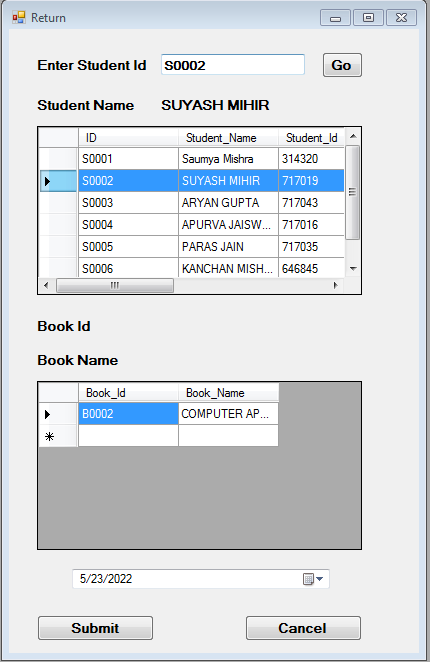 Return
Enter Student Id S0002 Go
Student Name SUYASH MIHIR
ID Student_Name Student_Id
S0001 Saumya Mishra 314320
S0002 SUYASH MIHIR 717019
S0003 ARYAN GUPTA 717043
S0004 APURVA JAISW... 717016
S0005 PARAS JAIN 717035
S0006 KANCHAN MISH... 646845
Book Id
Book Name
Book_Id Book_Name
B0002 COMPUTER AP...
5/23/2022
Submit Cancel